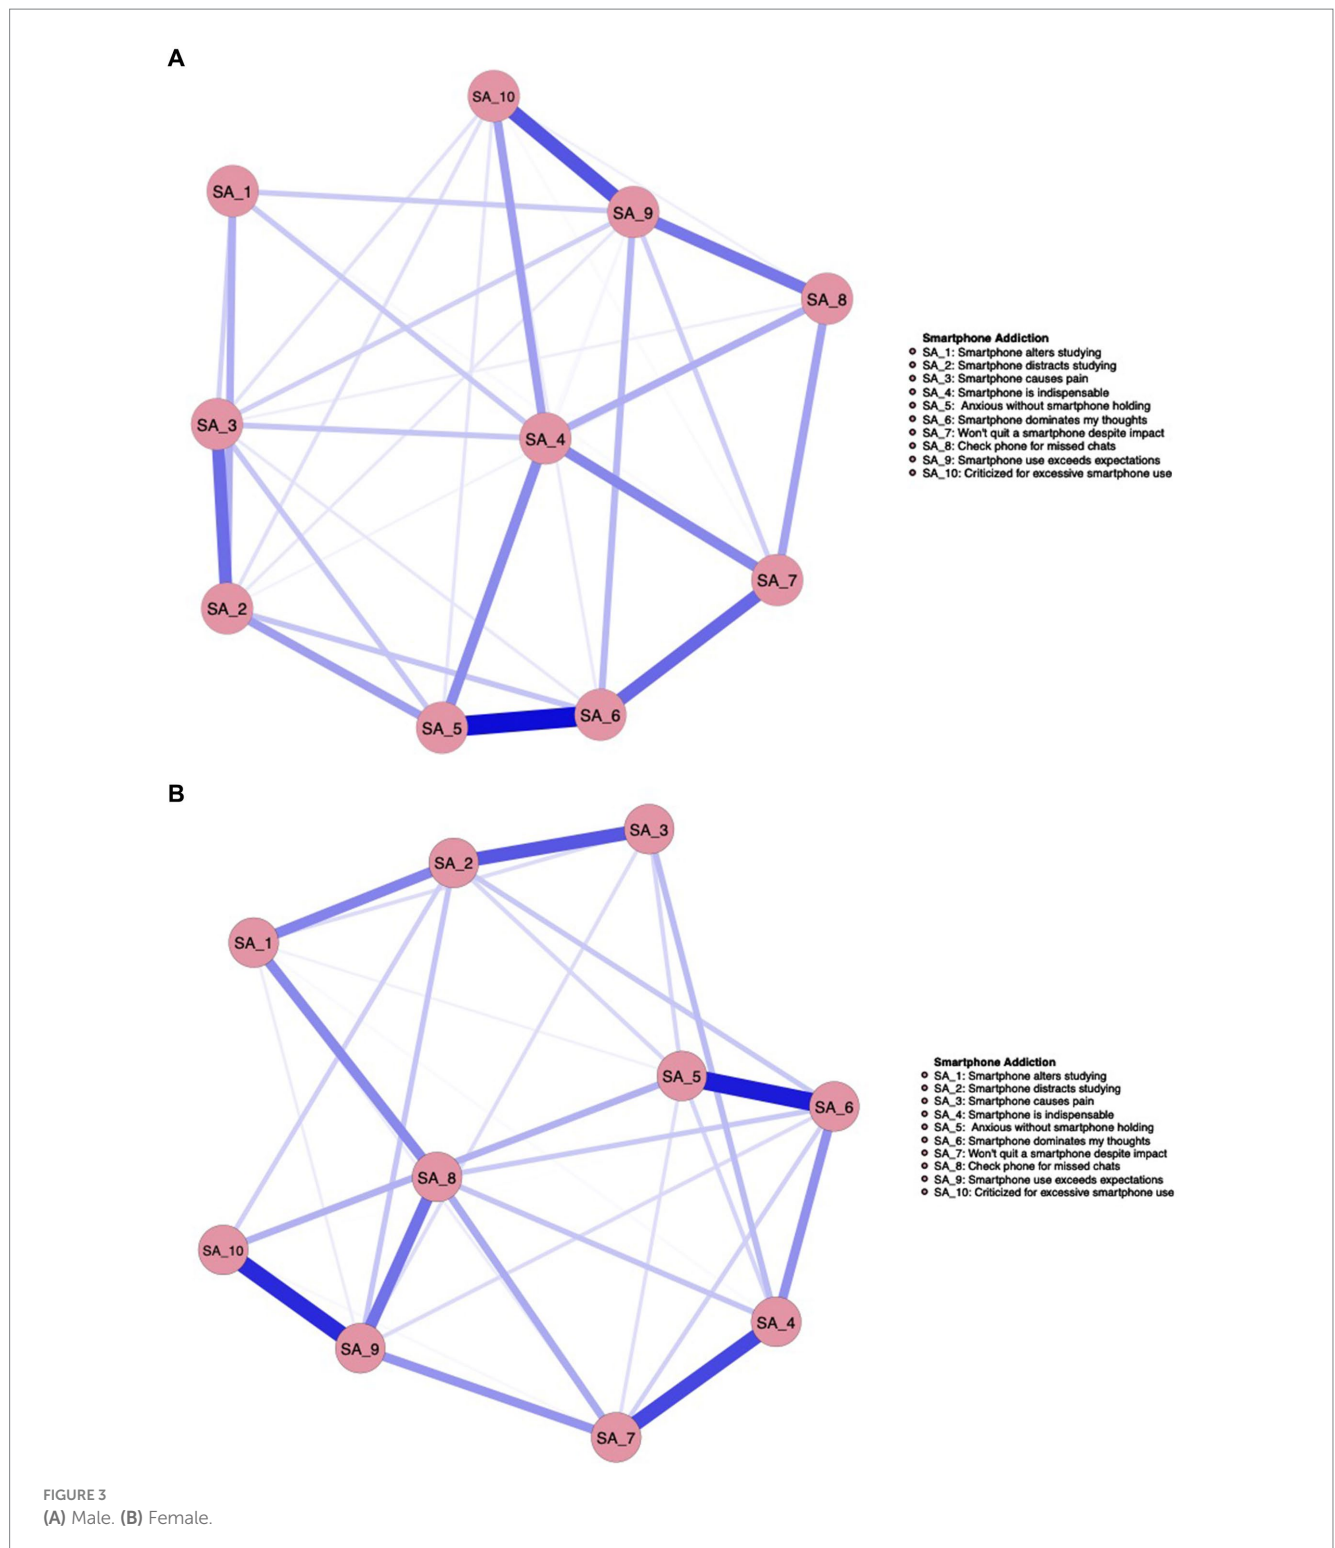 A
SA_10
SA_1
SA_9
SA_8
SA_3
SA_4
SA_7
SA_2
SA_6
SA_5
Smartphone Addiction
SA_1: Smartphone alters studying
SA_2: Smartphone distracts studying
SA_3: Smartphone causes pain
SA_4: Smartphone is indispensable
SA_5: Anxious without smartphone holding
SA_6: Smartphone dominates my thoughts
SA_7: Won't quit a smartphone despite impact
SA_8: Check phone for missed chats
SA_9: Smartphone use exceeds expectations
SA_10: Criticized for excessive smartphone use
B
SA_3
SA_2
SA_1
SA_5
SA_6
SA_8
SA_10
SA_4
SA_9
SA_7
Smartphone Addiction
SA_1: Smartphone alters studying
SA_2: Smartphone distracts studying
SA_3: Smartphone causes pain
SA_4: Smartphone is indispensable
SA_5: Anxious without smartphone holding
SA_6: Smartphone dominates my thoughts
SA_7: Won't quit a smartphone despite impact
SA_8: Check phone for missed chats
SA_9: Smartphone use exceeds expectations
SA_10: Criticized for excessive smartphone use
FIGURE 3
(A) Male. (B) Female.